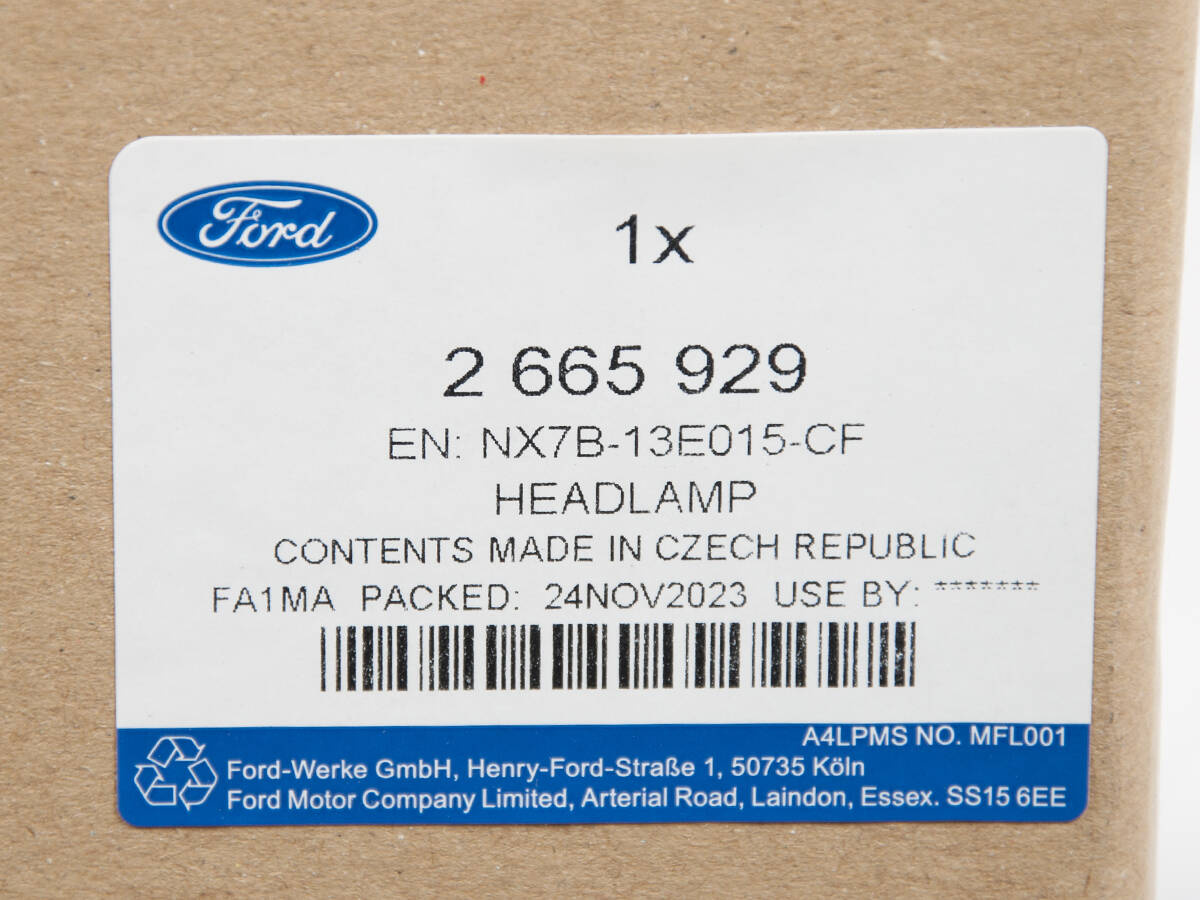 Ford
1x
2 665 929
EN: NX7B-13E015-CF
HEADLAMP
CONTENTS MADE IN CZECH REPUBLIC
FA1MA PACKED: 24NOV2023 USE BY: *******
A4LPMS NO. MFL001
Ford-Werke GmbH, Henry-Ford-Straße 1, 50735 Köln
Ford Motor Company Limited, Arterial Road, Laindon, Essex. SS15 6EE